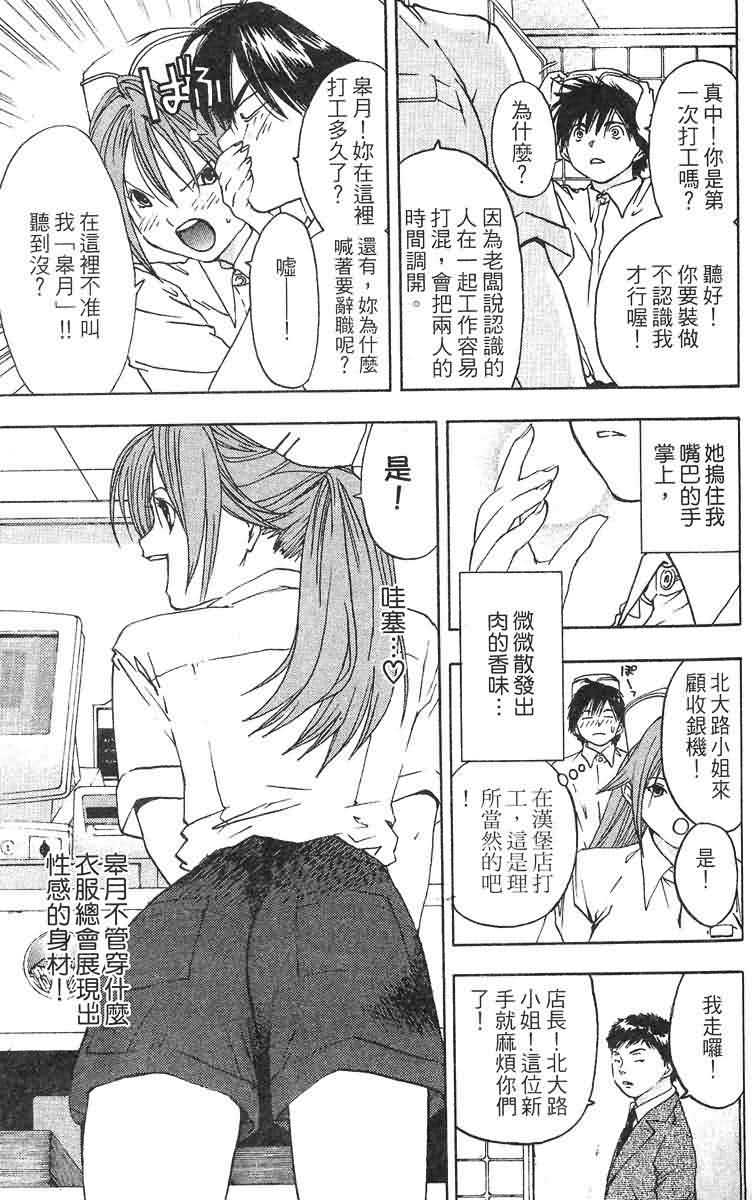 真中！你是第
一次打工嗎？
聽好！
你要裝做
不認識我
才行喔！
為什麼？
因為老闆說認識的
人在一起工作容易
打混，會把兩人的
時間調開。
ばふ
皐月！妳在這裡
打工多久了？
還有，妳為什麼
喊著要辭職呢？
噓
——！
在這裡不准叫
我「皐月」!!
聽到沒？
她摀住我
嘴巴的手
掌上，
微微散發出
肉的香味…
北大路小姐來
顧收銀機！
ぽっ
是！
在漢堡店打
工，這是理
所當然的吧
！
我走囉！
店長！北大路
小姐！這位新
手就麻煩你們
了！
是！
哇塞…♡
皐月不管穿什麼
衣服總會展現出
性感的身材！